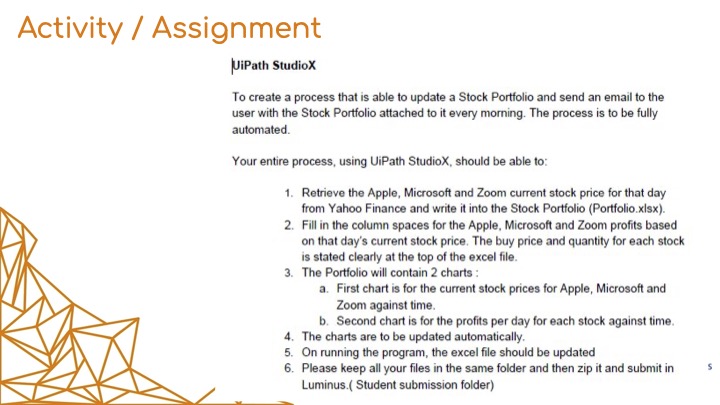 Activity / Assignment
UiPath StudioX
To create a process that is able to update a Stock Portfolio and send an email to the
user with the Stock Portfolio attached to it every morning. The process is to be fully
automated.
Your entire process, using UiPath StudioX, should be able to:
1. Retrieve the Apple, Microsoft and Zoom current stock price for that day
from Yahoo Finance and write it into the Stock Portfolio (Portfolio.xlsx).
2. Fill in the column spaces for the Apple, Microsoft and Zoom profits based
on that day's current stock price. The buy price and quantity for each stock
is stated clearly at the top of the excel file.
3. The Portfolio will contain 2 charts :
a. First chart is for the current stock prices for Apple, Microsoft and
Zoom against time.
b. Second chart is for the profits per day for each stock against time.
4. The charts are to be updated automatically.
5. On running the program, the excel file should be updated
6. Please keep all your files in the same folder and then zip it and submit in
Luminus.( Student submission folder)
s